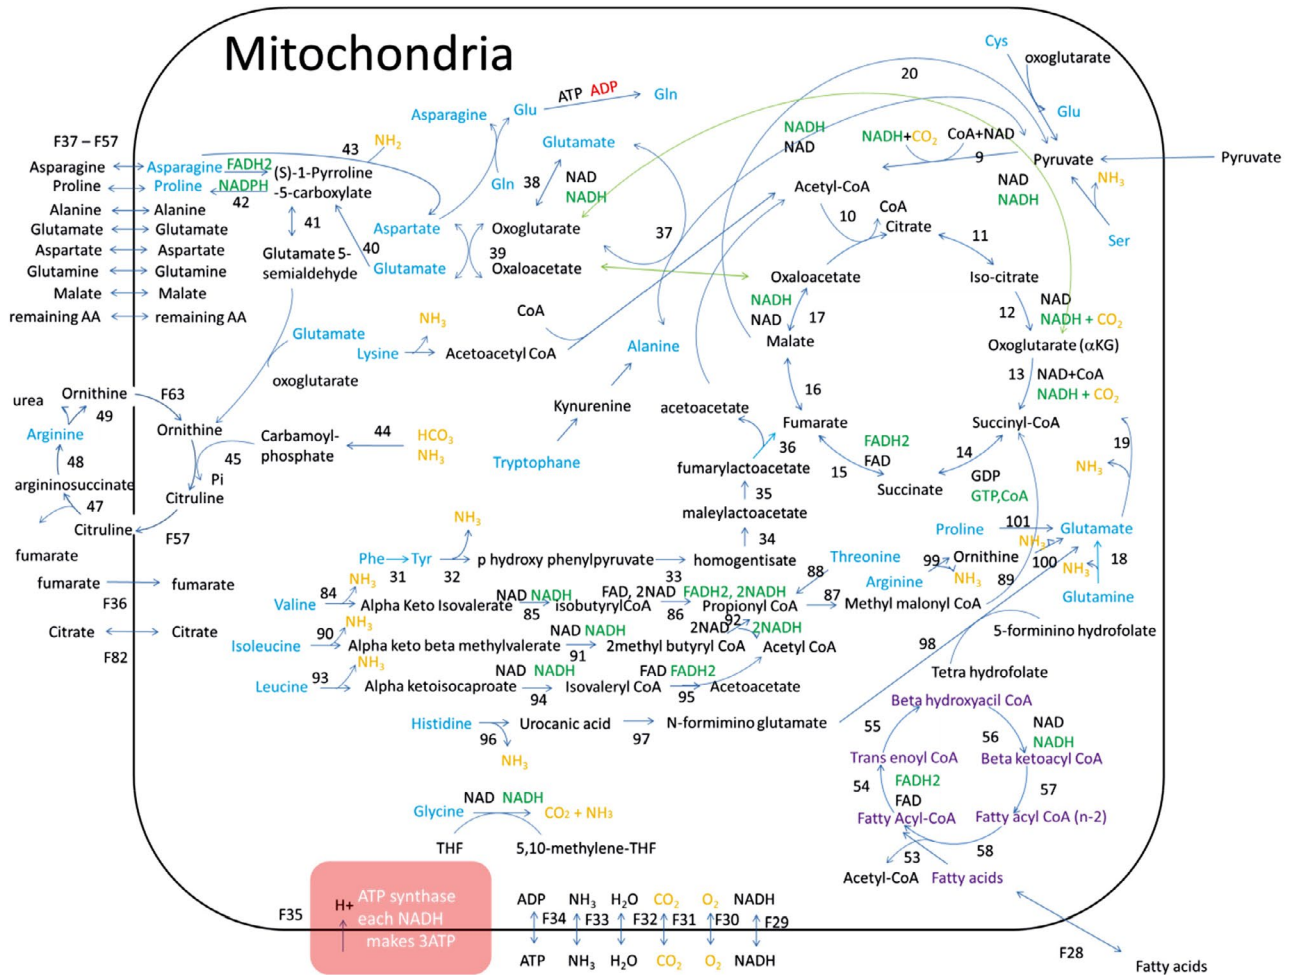 Mitochondria
F37 – F57
Asparagine
Proline
Alanine
Glutamate
Aspartate
Glutamine
Malate
remaining AA
Asparagine
Proline
Alanine
Glutamate
Aspartate
Glutamine
Malate
remaining AA
FADH2
NADPH
42
(S)-1-Pyrroline
-5-carboxylate
43
NH2
41
40
Glutamate 5-
semialdehyde
Aspartate
Glutamate
Asparagine
Glu
ATP ADP
Gln
Gln
Glutamate
38
NAD
NADH
Oxoglutarate
39
Oxaloacetate
37
CoA
NH3
Lysine
Acetoacetyl CoA
Glutamate
oxoglutarate
Alanine
Kynurenine
Tryptophane
Cys
oxoglutarate
Glu
20
NADH
NAD
NADH+CO2
CoA+NAD
9
Pyruvate
Pyruvate
NAD
NADH
NH3
Ser
Acetyl-CoA
10
CoA
Citrate
11
Iso-citrate
12
NAD
NADH + CO2
Oxoglutarate (αKG)
13
NAD+CoA
NADH + CO2
Succinyl-CoA
14
GDP
GTP,CoA
Succinate
15
FADH2
FAD
Fumarate
16
Malate
17
NADH
NAD
Oxaloacetate
19
NH3
urea
Ornithine
F63
49
Arginine
48
argininosuccinate
47
Citrulline
fumarate
Ornithine
45
Pi
Citruline
F57
Carbamoyl-
phosphate
44
HCO3
NH3
acetoacetate
36
fumarylactoacetate
35
maleylactoacetate
34
homogentisate
fumarate
fumarate
F36
Citrate
Citrate
F82
NH3
Phe
Tyr
31
32
p hydroxy phenylpyruvate
33
Threonine
88
Proline
101
Glutamate
NH3
Ornithine
99
100
Arginine
NH3
89
NH3
18
Glutamine
Valine
84
NH3
Alpha Keto Isovalerate
NAD NADH
85
isobutyrylCoA
FAD, 2NAD FADH2, 2NADH
86
Propionyl CoA
87
Methyl malonyl CoA
92
Isoleucine
90
NH3
Alpha keto beta methylvalerate
NAD NADH
91
2methyl butyryl CoA
2NAD
2NADH
Acetyl CoA
Leucine
93
NH3
Alpha ketoisocaproate
NAD NADH
94
Isovaleryl CoA
FAD FADH2
95
Acetoacetate
98
5-forminino hydrofolate
Tetra hydrofolate
Histidine
96
NH3
Urocanic acid
97
N-formimino glutamate
Beta hydroxyacil CoA
55
56
NAD
NADH
Trans enoyl CoA
Beta ketoacyl CoA
54
FADH2
FAD
57
Fatty Acyl-CoA
Fatty acyl CoA (n-2)
53
58
Acetyl-CoA
Fatty acids
Glycine
NAD NADH
CO2 + NH3
THF
5,10-methylene-THF
F35
H+
ATP synthase
each NADH
makes 3ATP
ADP NH3 H2O CO2 O2 NADH
F34 F33 F32 F31 F30 F29
ATP NH3 H2O CO2 O2 NADH
F28
Fatty acids